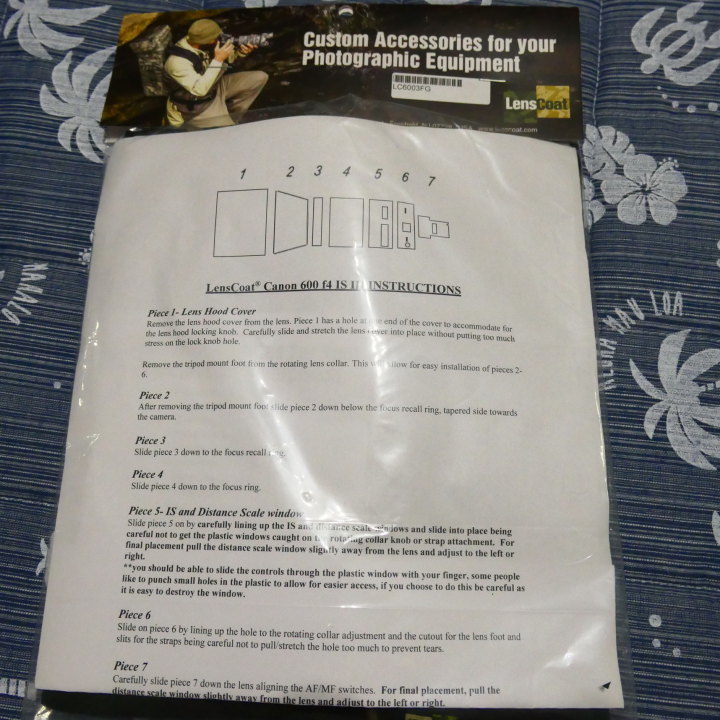 Custom Accessories for your
Photographic Equipment
LC6003FG
LensCoat
1 2 3 4 5 6 7
LensCoat® Canon 600 f4 IS II INSTRUCTIONS
Piece 1- Lens Hood Cover
Remove the lens hood cover from the lens. Piece 1 has a hole at one end of the cover to accommodate for
the lens hood locking knob. Carefully slide and stretch the lens cover into place without putting too much
stress on the lock knob hole.
Remove the tripod mount foot from the rotating lens collar. This will allow for easy installation of pieces 2-
6.
Piece 2
After removing the tripod mount foot slide piece 2 down below the focus recall ring, tapered side towards
the camera.
Piece 3
Slide piece 3 down to the focus recall ring.
Piece 4
Slide piece 4 down to the focus ring.
Piece 5- IS and Distance Scale window
Slide piece 5 on by carefully lining up the IS and distance scale windows and slide into place being
careful not to get the plastic windows caught on the rotating collar knob or strap attachment. For
final placement pull the distance scale window slightly away from the lens and adjust to the left or
right.
**you should be able to slide the controls through the plastic window with your finger, some people
like to punch small holes in the plastic to allow for easier access, if you choose to do this be careful as
it is easy to destroy the window.
Piece 6
Slide on piece 6 by lining up the hole to the rotating collar adjustment and the cutout for the lens foot and
slits for the straps being careful not to pull/stretch the hole too much to prevent tears.
Piece 7
Carefully slide piece 7 down the lens aligning the AF/MF switches. For final placement, pull the
distance scale window slightly away from the lens and adjust to the left or right.
MAUNA LOA
ALOHA